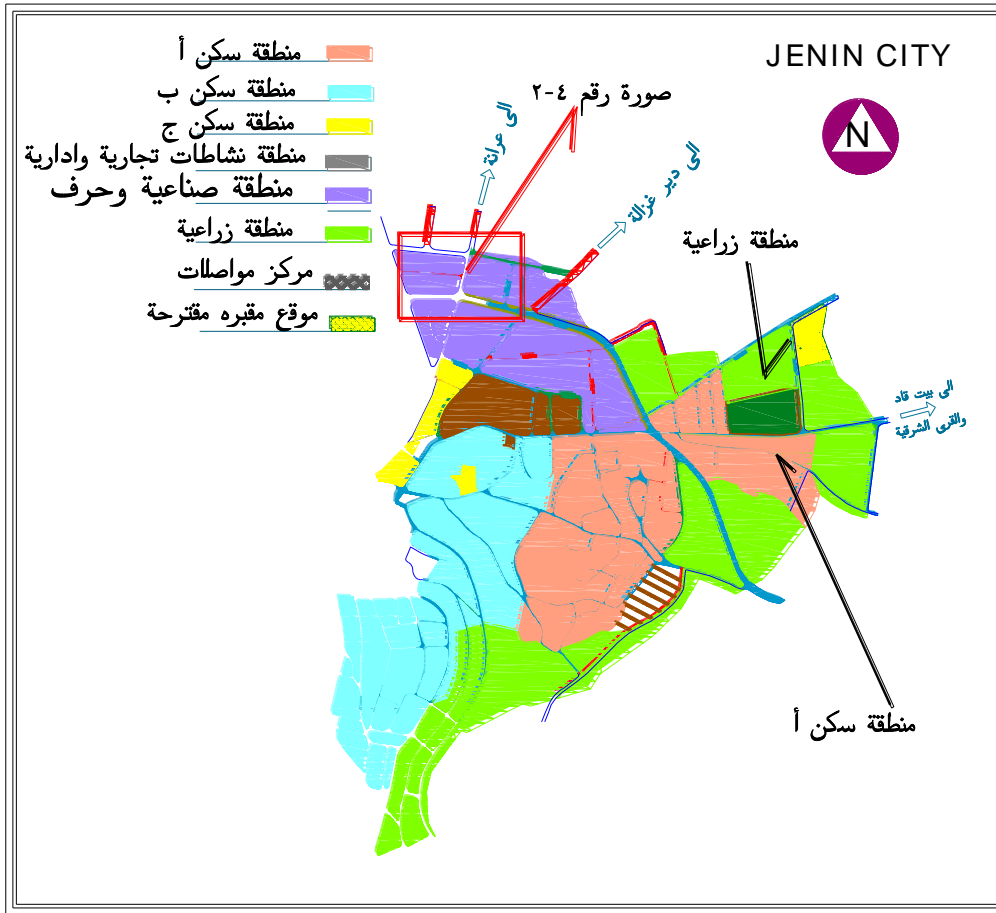 JENIN CITY
N
منطقة سكن أ
منطقة سكن ب
منطقة سكن ج
منطقة نشاطات تجارية وادارية
منطقة صناعية وحرف
منطقة زراعية
مركز مواصلات
موقع مقبره مقترحة
صورة رقم ٤-٢
الى عرانة
الى دير غزالة
منطقة زراعية
الى بيت قاد
والقرى الشرقية
منطقة سكن أ